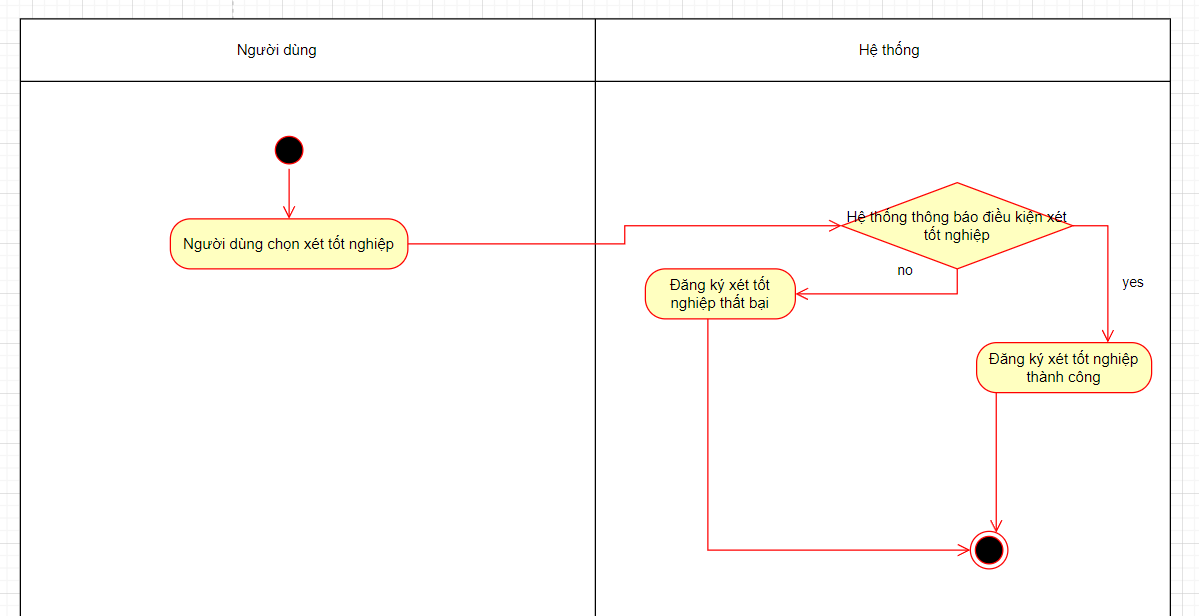 Người dùng
Hệ thống
Hệ thống thông báo điều kiện xét
tốt nghiệp
Người dùng chọn xét tốt nghiệp
no
Đăng ký xét tốt
nghiệp thất bại
yes
Đăng ký xét tốt nghiệp
thành công